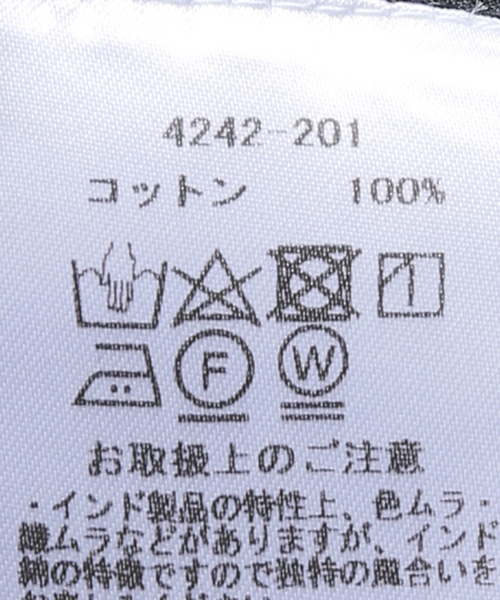 4242-201
コットン 100%
F W
お取扱上のご注意
・インド製品の特性上、色ムラ・
織ムラなどがありますが、インド
綿の特徴ですので独特の風合いを